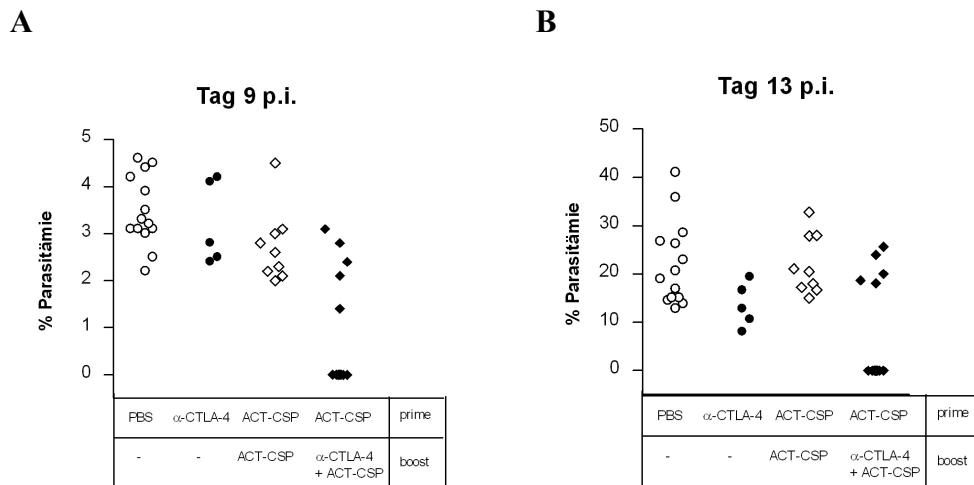 A
Tag 9 p.i.
% Parasitämie
5
4
3
2
1
0
PBS α-CTLA-4 ACT-CSP ACT-CSP prime
- - ACT-CSP α-CTLA-4 + ACT-CSP boost
B
Tag 13 p.i.
% Parasitämie
50
40
30
20
10
0
PBS α-CTLA-4 ACT-CSP ACT-CSP prime
- - ACT-CSP α-CTLA-4 + ACT-CSP boost